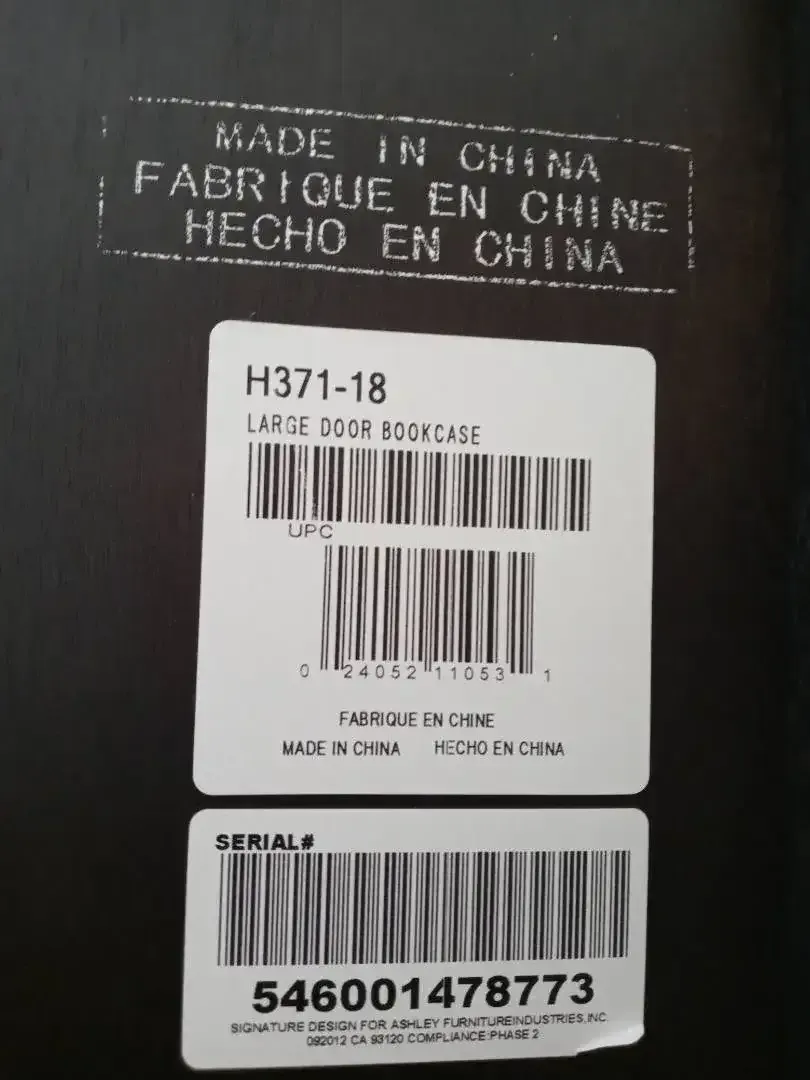 MADE IN CHINA
FABRIQUE EN CHINE
HECHO EN CHINA
H371-18
LARGE DOOR BOOKCASE
UPC
0 24052 11053 1
FABRIQUE EN CHINE
MADE IN CHINA HECHO EN CHINA
SERIAL#
546001478773
SIGNATURE DESIGN FOR ASHLEY FURNITUREINDUSTRIES,INC.
092012 CA 93120 COMPLIANCE:PHASE 2